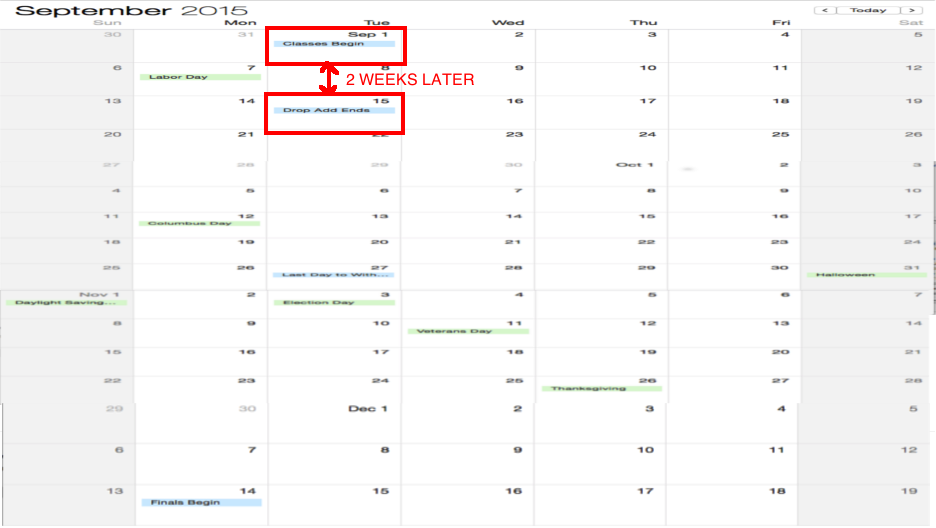 September 2015 < Today >
Sun Mon Tue Wed Thu Fri Sat
30 31 Sep 1 2 3 4 5
Classes Begin
6 7 8 9 10 11 12
Labor Day
2 WEEKS LATER
13 14 15 16 17 18 19
Drop Add Ends
20 21 22 23 24 25 26
27 28 29 30 Oct 1 2 3
4 5 6 7 8 9 10
11 12 13 14 15 16 17
Columbus Day
18 19 20 21 22 23 24
25 26 27 28 29 30 31
Last Day to With... Halloween
Nov 1 2 3 4 5 6 7
Daylight Saving... Election Day
8 9 10 11 12 13 14
Veterans Day
15 16 17 18 19 20 21
22 23 24 25 26 27 28
Thanksgiving
29 30 Dec 1 2 3 4 5
6 7 8 9 10 11 12
13 14 15 16 17 18 19
Finals Begin